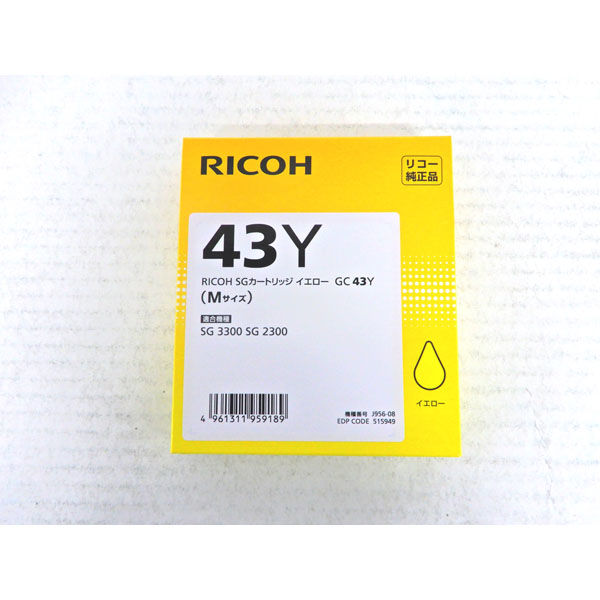 RICOH
リコー
純正品
43Y
RICOH SGカートリッジ イエロー GC 43Y
(Mサイズ)
適合機種
SG 3300 SG 2300
イエロー
4 961311 959189
機種番号 J956-08
EDP CODE 515949